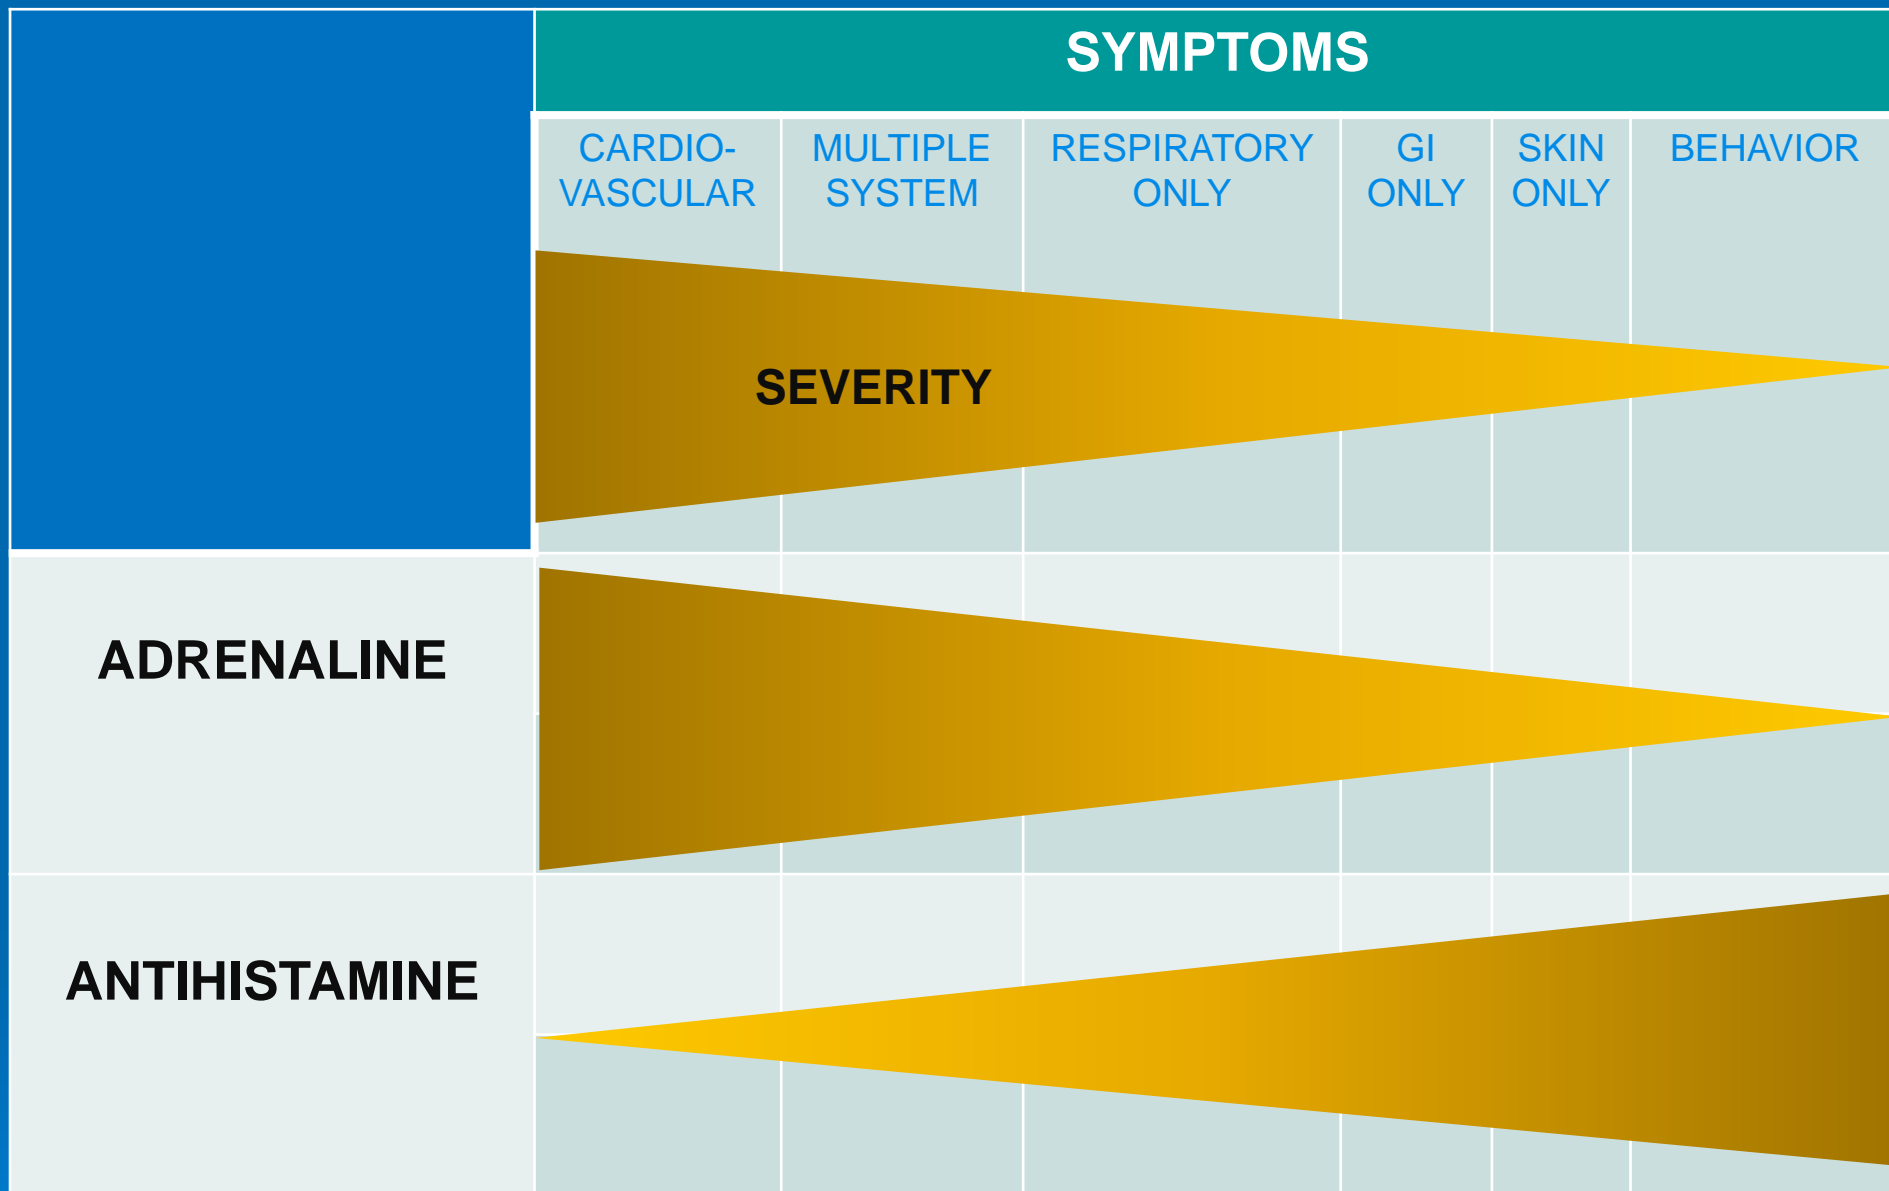 SYMPTOMS
CARDIO-
VASCULAR
MULTIPLE
SYSTEM
RESPIRATORY
ONLY
GI
ONLY
SKIN
ONLY
BEHAVIOR
SEVERITY
ADRENALINE
ANTIHISTAMINE